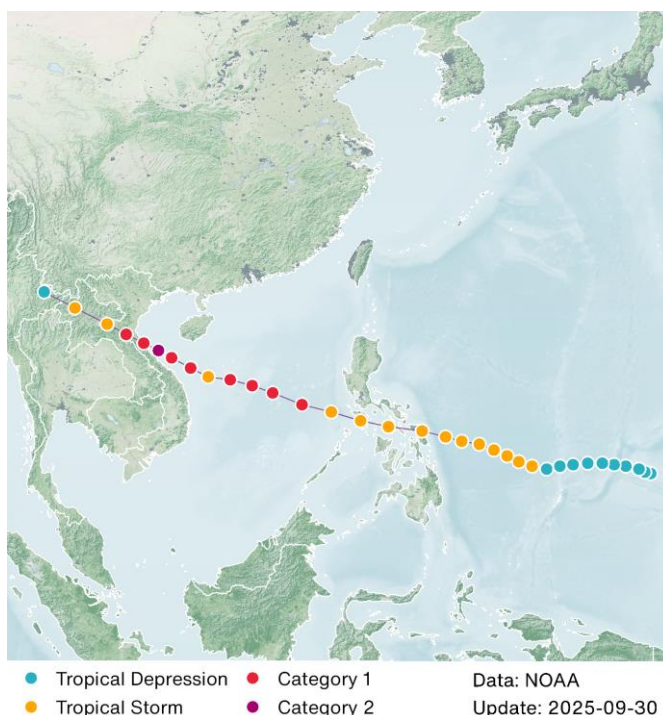 Tropical Depression
Category 1
Data: NOAA
Tropical Storm
Category 2
Update: 2025-09-30